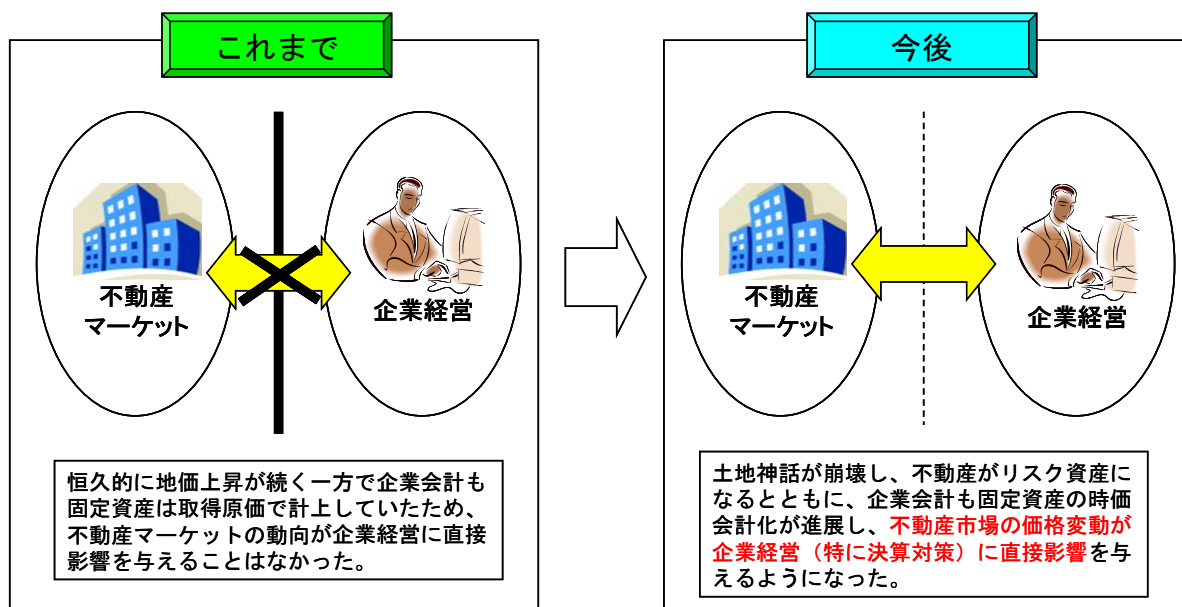 これまで
不動産
マーケット
企業経営
恒久的に地価上昇が続く一方で企業会計も
固定資産は取得原価で計上していたため、
不動産マーケットの動向が企業経営に直接
影響を与えることはなかった。
今後
不動産
マーケット
企業経営
土地神話が崩壊し、不動産がリスク資産に
なるとともに、企業会計も固定資産の時価
会計化が進展し、不動産市場の価格変動が
企業経営（特に決算対策）に直接影響を与
えるようになった。